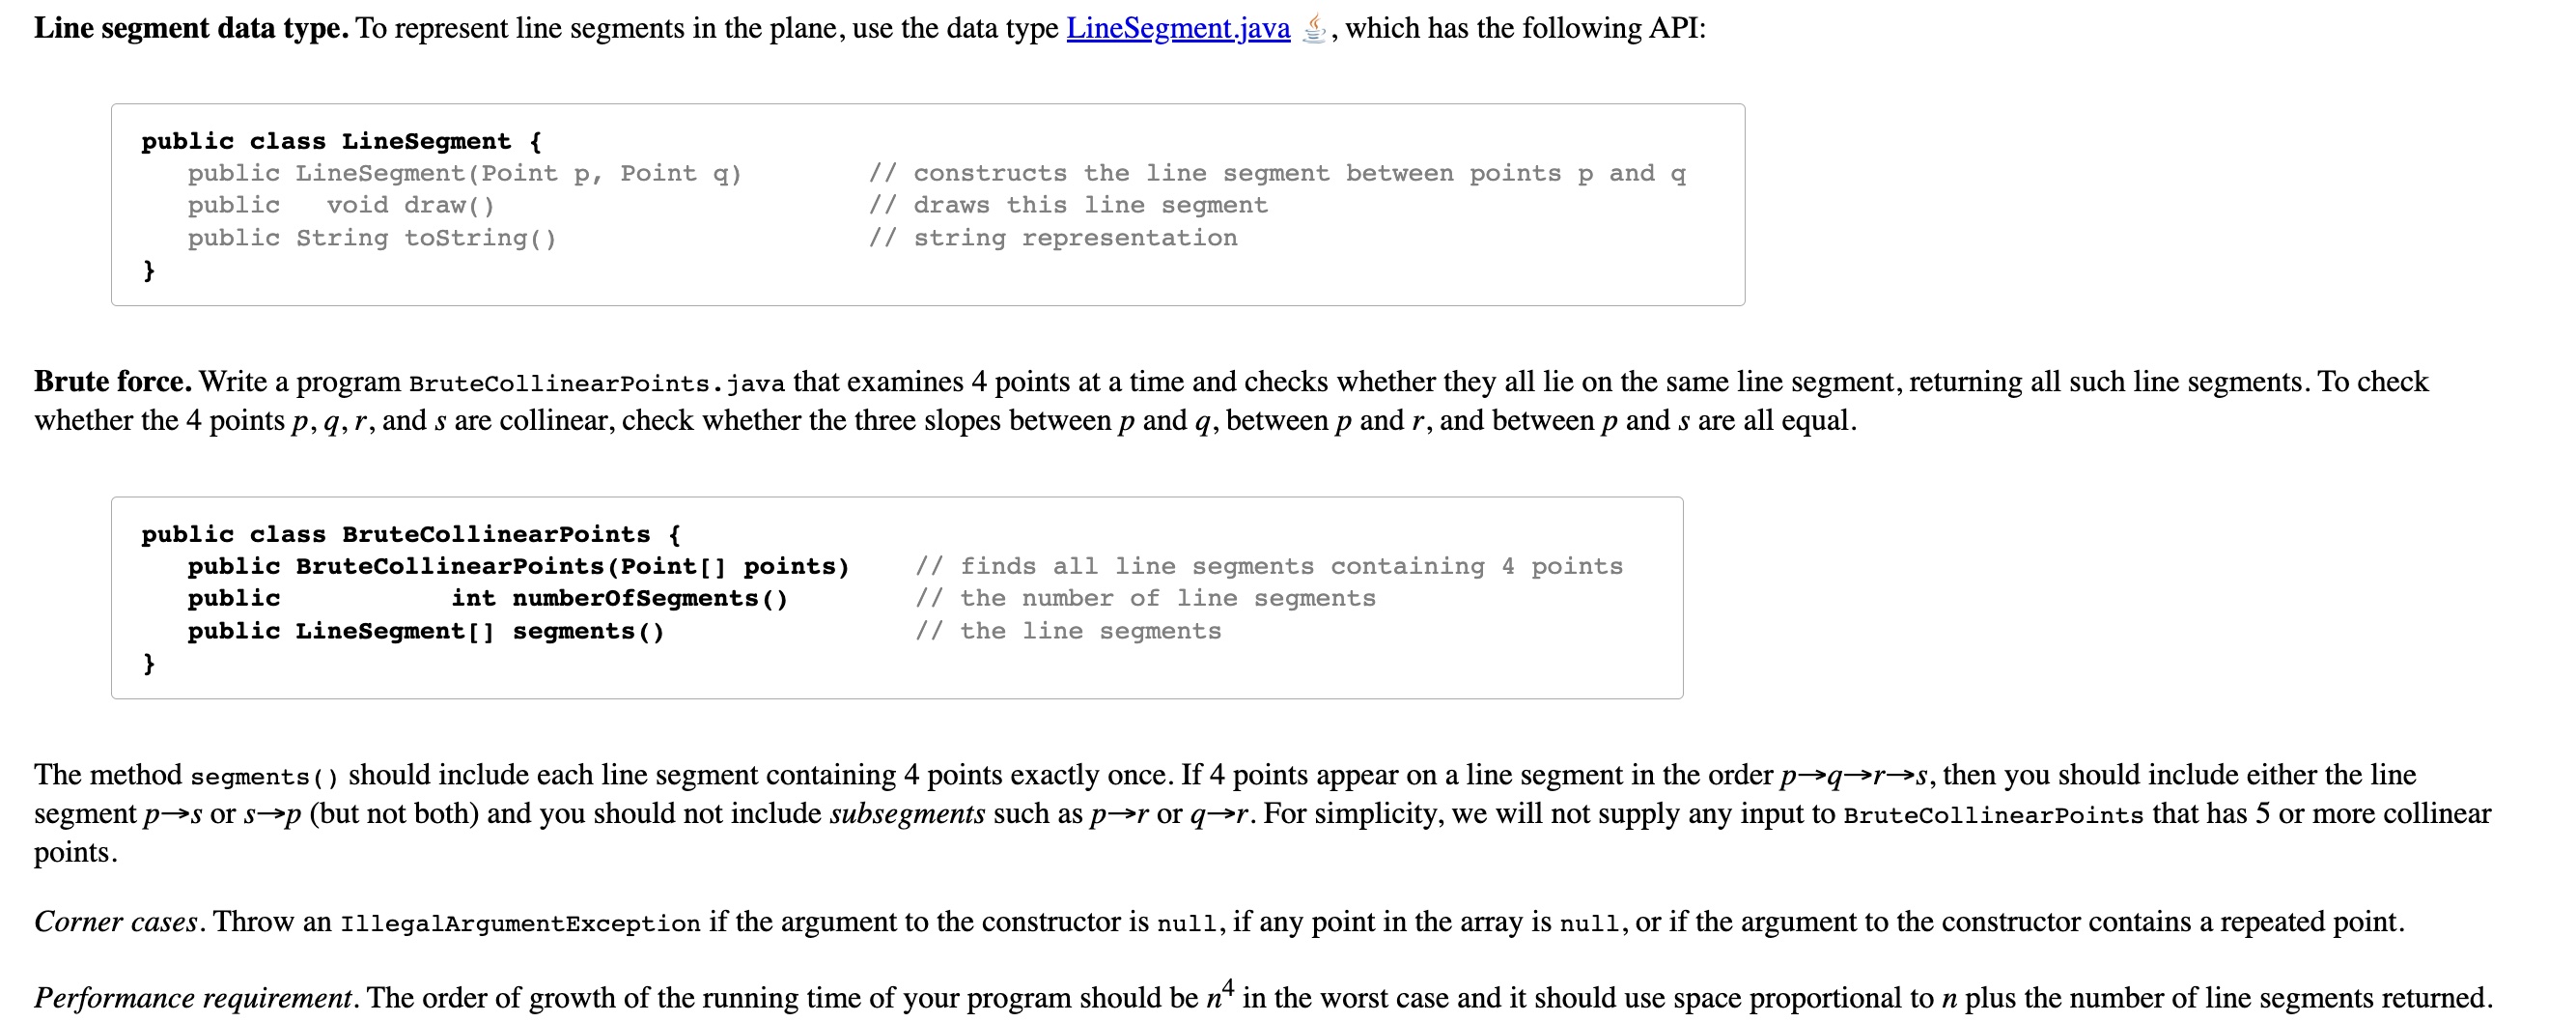 Line segment data type. To represent line segments in the plane, use the data type LineSegment.java , which has the following API:
public class LineSegment {
   public LineSegment(Point p, Point q)        // constructs the line segment between points p and q
   public   void draw()                        // draws this line segment
   public String toString()                    // string representation
}
Brute force. Write a program BruteCollinearPoints.java that examines 4 points at a time and checks whether they all lie on the same line segment, returning all such line segments. To check
whether the 4 points p, q, r, and s are collinear, check whether the three slopes between p and q, between p and r, and between p and s are all equal.
public class BruteCollinearPoints {
   public BruteCollinearPoints(Point[] points)    // finds all line segments containing 4 points
   public           int numberOfSegments()        // the number of line segments
   public LineSegment[] segments()                // the line segments
}
The method segments() should include each line segment containing 4 points exactly once. If 4 points appear on a line segment in the order p→q→r→s, then you should include either the line
segment p→s or s→p (but not both) and you should not include subsegments such as p→r or q→r. For simplicity, we will not supply any input to BruteCollinearPoints that has 5 or more collinear
points.
Corner cases. Throw an IllegalArgumentException if the argument to the constructor is null, if any point in the array is null, or if the argument to the constructor contains a repeated point.
Performance requirement. The order of growth of the running time of your program should be n⁴ in the worst case and it should use space proportional to n plus the number of line segments returned.